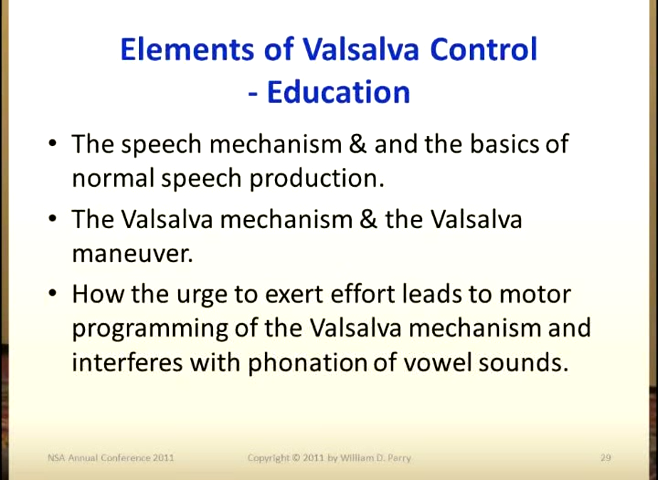 Elements of Valsalva Control
- Education
• The speech mechanism & and the basics of
normal speech production.
• The Valsalva mechanism & the Valsalva
maneuver.
• How the urge to exert effort leads to motor
programming of the Valsalva mechanism and
interferes with phonation of vowel sounds.
NSA Annual Conference 2011 Copyright © 2011 by William D. Parry 29